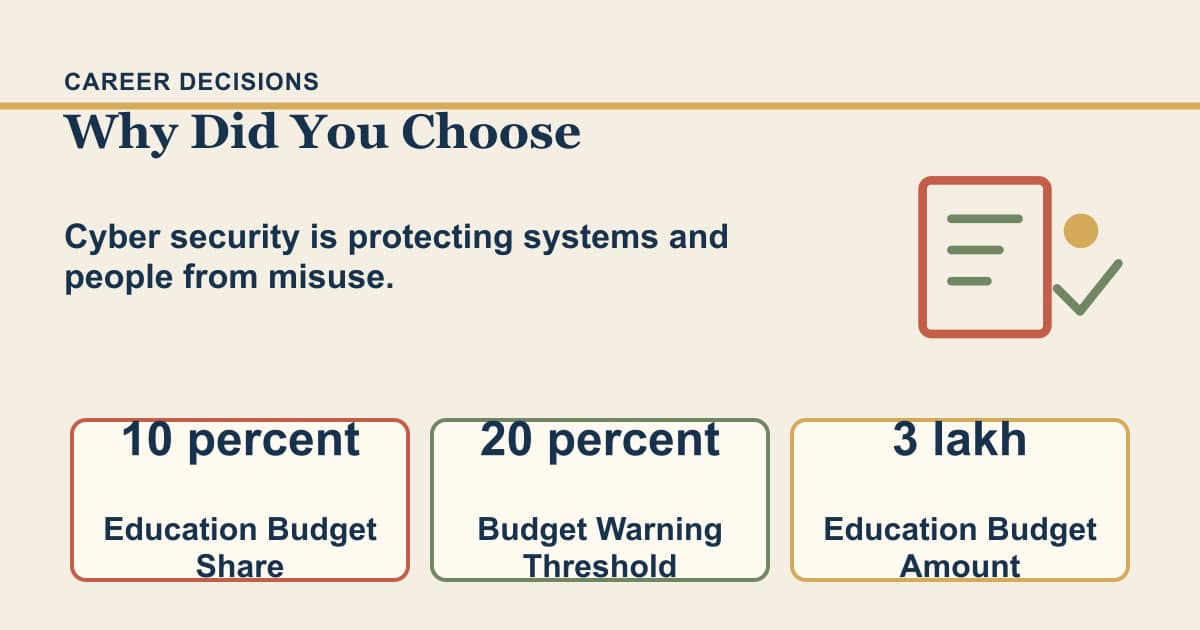 CAREER DECISIONS
Why Did You Choose
Cyber security is protecting systems and
people from misuse.
10 percent
Education Budget
Share
20 percent
Budget Warning
Threshold
3 lakh
Education Budget
Amount